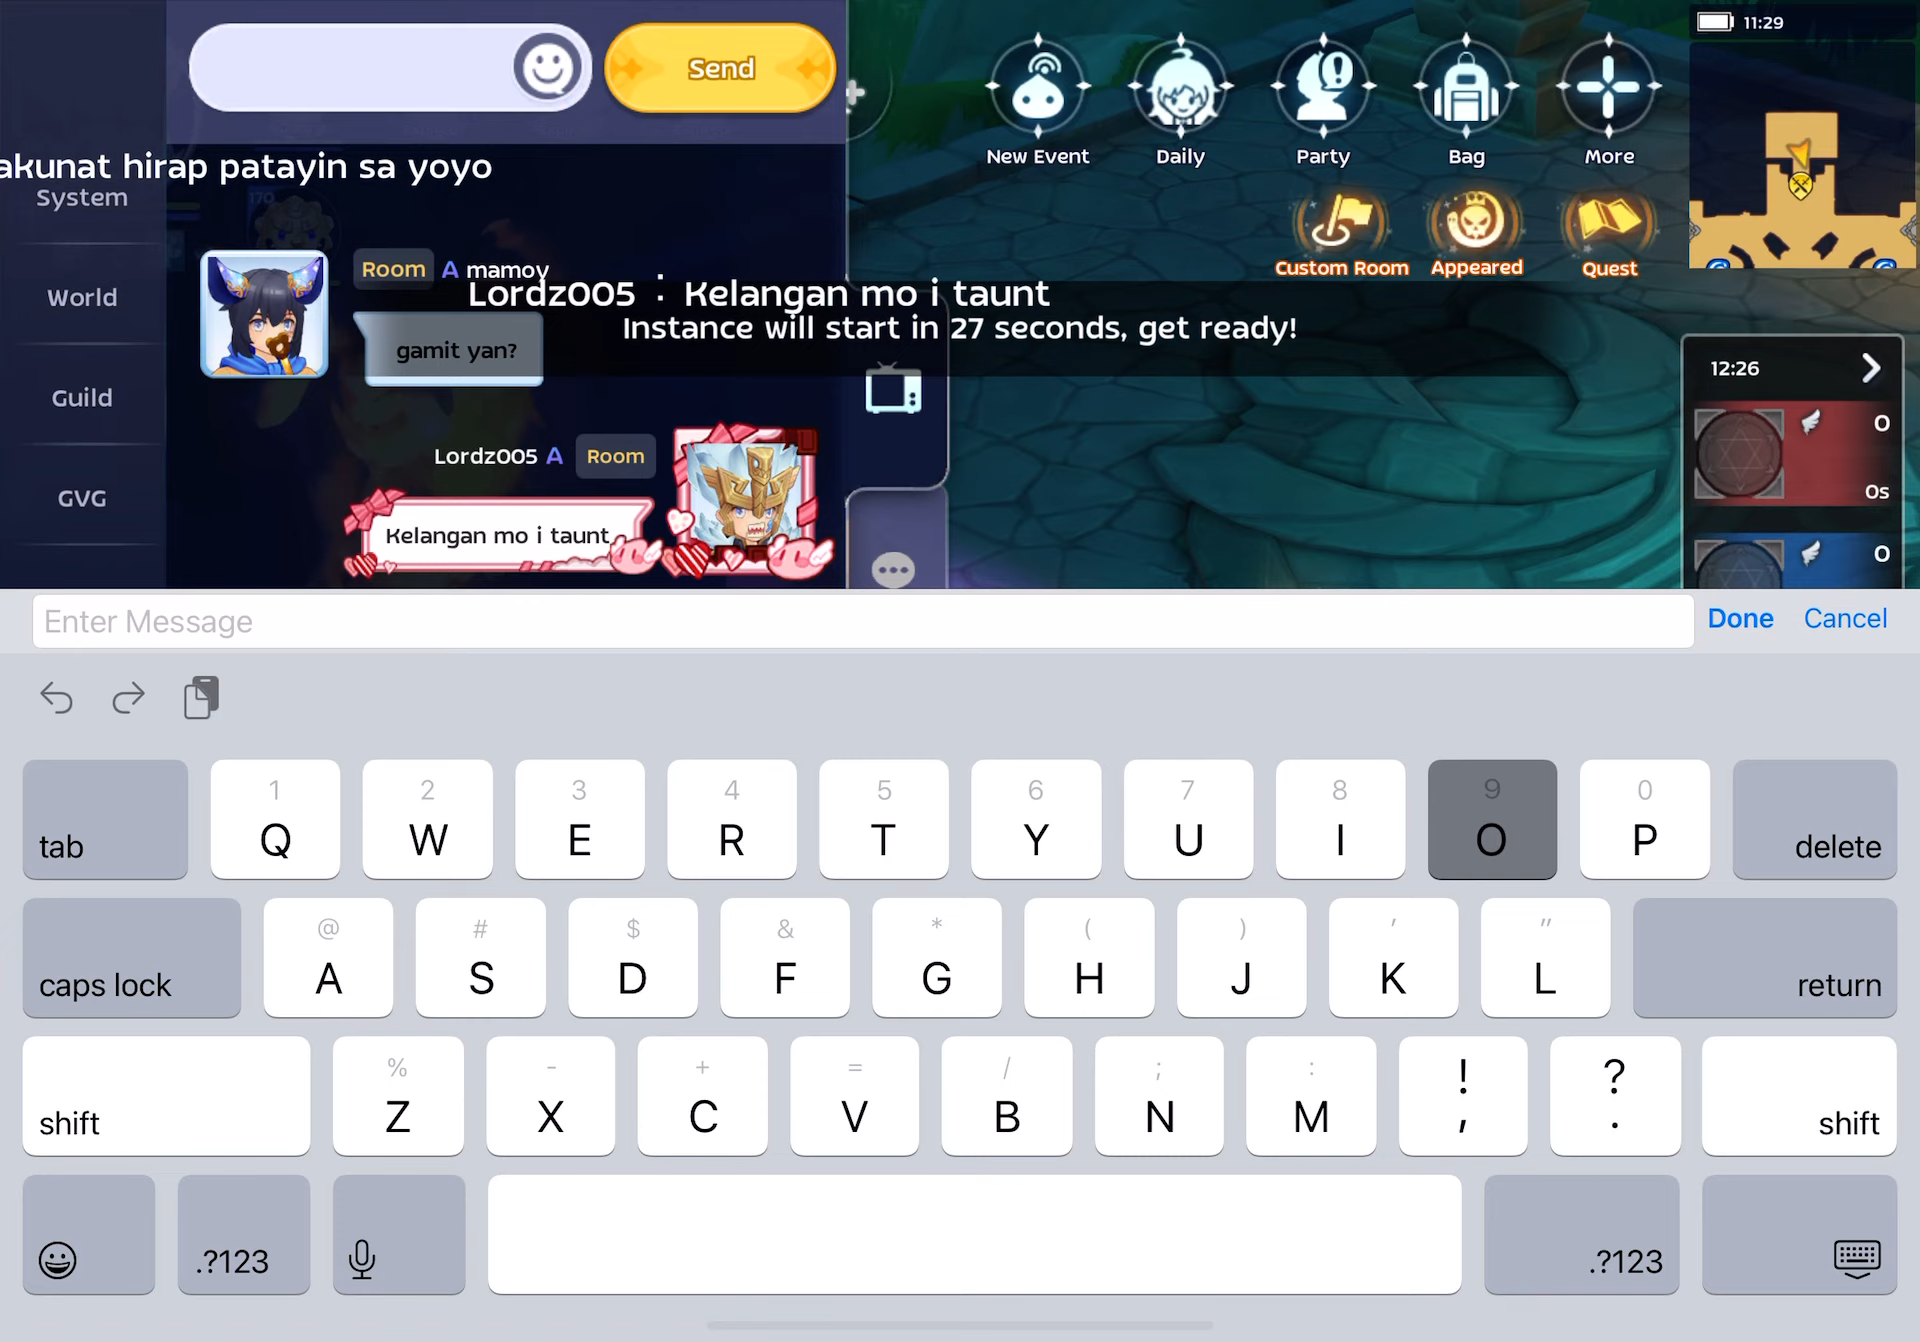 11:29
Send
akunat hirap patayin sa yoyo
New Event
Daily
Party
Bag
More
System
170
World
Guild
GVG
Custom Room
Appeared
Quest
Room A mamoy
gamit yan?
Lordz005 : Kelangan mo i taunt
Instance will start in 27 seconds, get ready!
12:26
0
0s
0
Lordz005 A Room
Kelangan mo i taunt
Enter Message
Done Cancel
tab
1 2 3 4 5 6 7 8 9 0
Q W E R T Y U I O P
delete
caps lock
@ # $ & * ( ) ' "
A S D F G H J K L
return
shift
% - + = / ; : ! ?
Z X C V B N M , .
shift
.?123
.?123